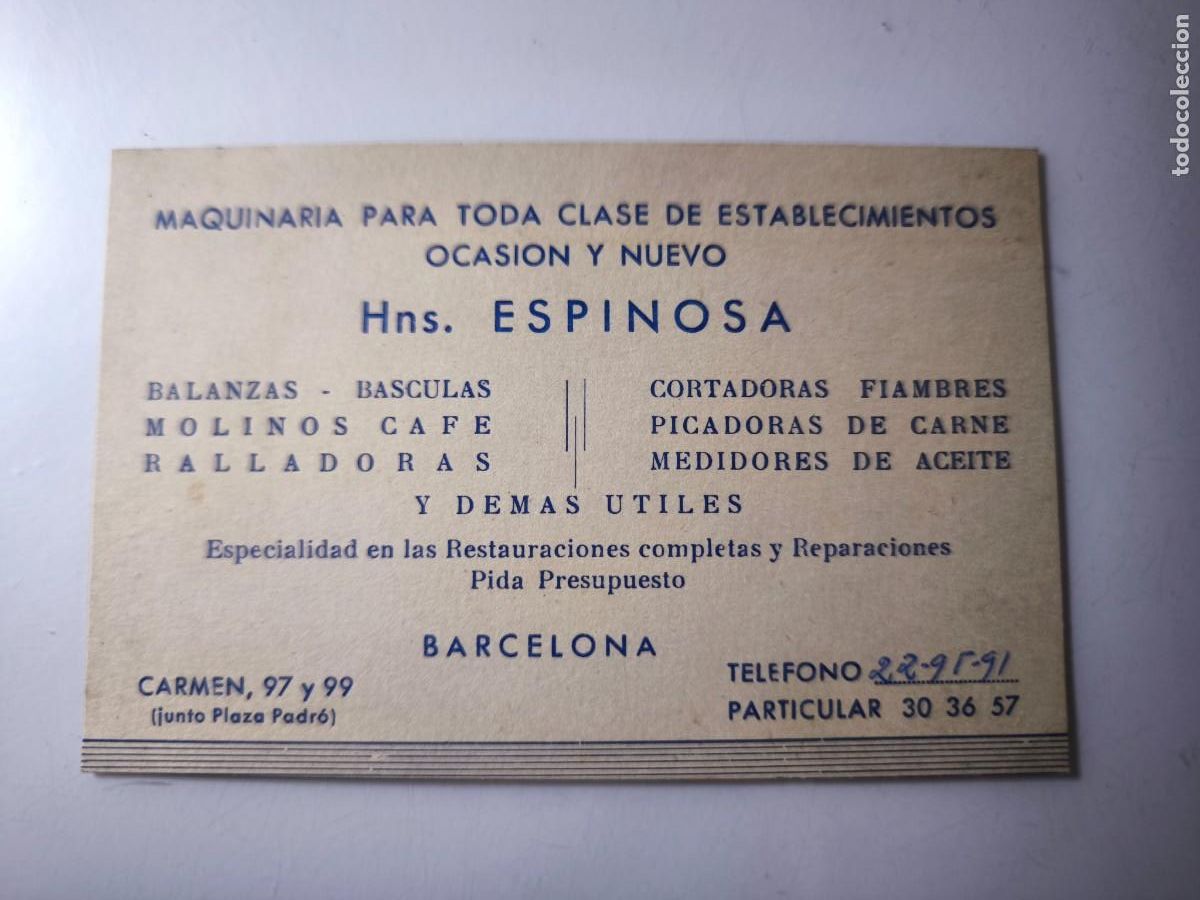 MAQUINARIA PARA TODA CLASE DE ESTABLECIMIENTOS
OCASION Y NUEVO
Hns. ESPINOSA
BALANZAS - BASCULAS
MOLINOS CAFE
RALLADORAS
CORTADORAS FIAMBRES
PICADORAS DE CARNE
MEDIDORES DE ACEITE
Y DEMAS UTILES
Especialidad en las Restauraciones completas y Reparaciones
Pida Presupuesto
BARCELONA
CARMEN, 97 y 99
(junto Plaza Padró)
TELEFONO 22-95-91
PARTICULAR 30 36 57
todocoleccion